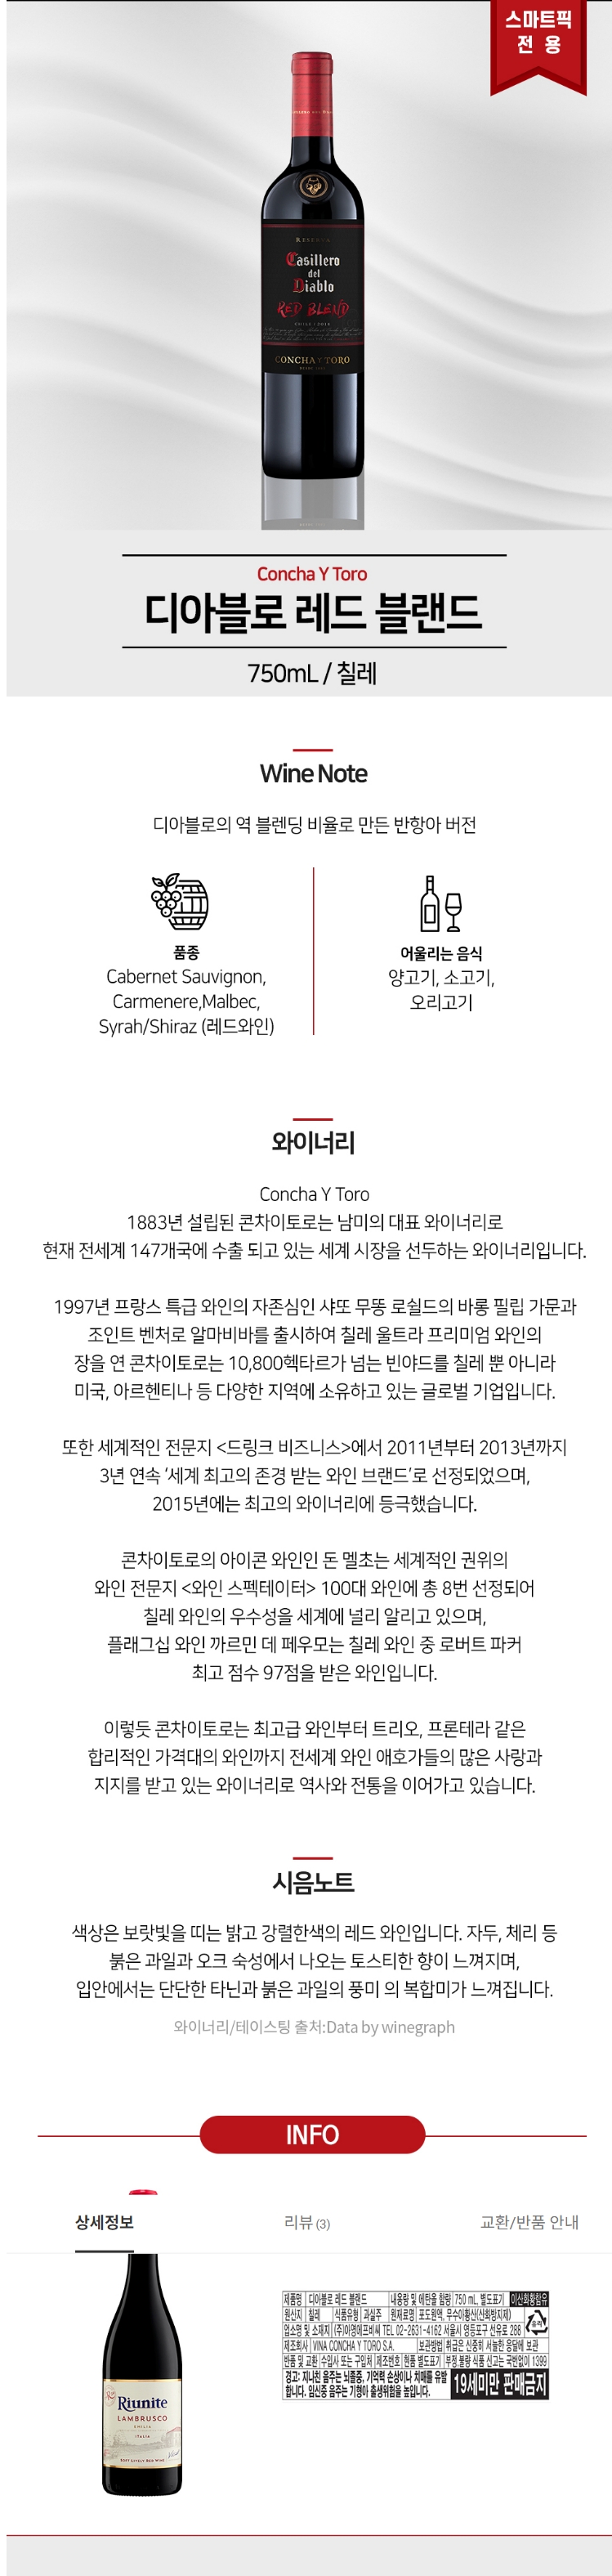 스마트픽
전 용
RESERVA
Casillero
del
Diablo
RED BLEND
CONCHA Y TORO
Concha Y Toro
디아블로 레드 블랜드
750mL / 칠레
Wine Note
디아블로의 역 블렌딩 비율로 만든 반항아 버전
품종
Cabernet Sauvignon,
Carmenere,Malbec,
Syrah/Shiraz (레드와인)
어울리는 음식
양고기, 소고기,
오리고기
와이너리
Concha Y Toro
1883년 설립된 콘차이토로는 남미의 대표 와이너리로
현재 전세계 147개국에 수출 되고 있는 세계 시장을 선두하는 와이너리입니다.
1997년 프랑스 특급 와인의 자존심인 샤또 무똥 로쉴드의 바롱 필립 가문과
조인트 벤처로 알마비바를 출시하여 칠레 울트라 프리미엄 와인의
장을 연 콘차이토로는 10,800헥타르가 넘는 빈야드를 칠레 뿐 아니라
미국, 아르헨티나 등 다양한 지역에 소유하고 있는 글로벌 기업입니다.
또한 세계적인 전문지 <드링크 비즈니스>에서 2011년부터 2013년까지
3년 연속 '세계 최고의 존경 받는 와인 브랜드'로 선정되었으며,
2015년에는 최고의 와이너리에 등극했습니다.
콘차이토로의 아이콘 와인인 돈 멜초는 세계적인 권위의
와인 전문지 <와인 스펙테이터> 100대 와인에 총 8번 선정되어
칠레 와인의 우수성을 세계에 널리 알리고 있으며,
플래그십 와인 까르민 데 페우모는 칠레 와인 중 로버트 파커
최고 점수 97점을 받은 와인입니다.
이렇듯 콘차이토로는 최고급 와인부터 트리오, 프론테라 같은
합리적인 가격대의 와인까지 전세계 와인 애호가들의 많은 사랑과
지지를 받고 있는 와이너리로 역사와 전통을 이어가고 있습니다.
시음노트
색상은 보랏빛을 띠는 밝고 강렬한색의 레드 와인입니다. 자두, 체리 등
붉은 과일과 오크 숙성에서 나오는 토스티한 향이 느껴지며,
입안에서는 단단한 타닌과 붉은 과일의 풍미 의 복합미가 느껴집니다.
와이너리/테이스팅 출처:Data by winegraph
INFO
상세정보
리뷰 (3)
교환/반품 안내
Riunite
LAMBRUSCO
EMILIA
ITALIA
제품명 디아블로 레드 블랜드 내용량 및 에탄올 함량 750 mL, 별도표기 이산화황함유
원산지 칠레 식품유형 과실주 원재료명 포도원액, 무수아황산(산화방지제)
업소명 및 소재지 (주)아영에프비씨 TEL 02-2631-4162 서울시 영등포구 선유로 286
제조회사 VINA CONCHA Y TORO S.A. 보관방법 직사광선을 피해 서늘한 응달에 보관
반품 및 교환 수입사 또는 구입처 제조번호 현품 별도표기 부정·불량 식품 신고는 국번없이 1399
경고: 지나친 음주는 뇌졸중, 기억력 손상이나 치매를 유발
합니다. 임신중 음주는 기형아 출생위험을 높입니다.
19세미만 판매금지